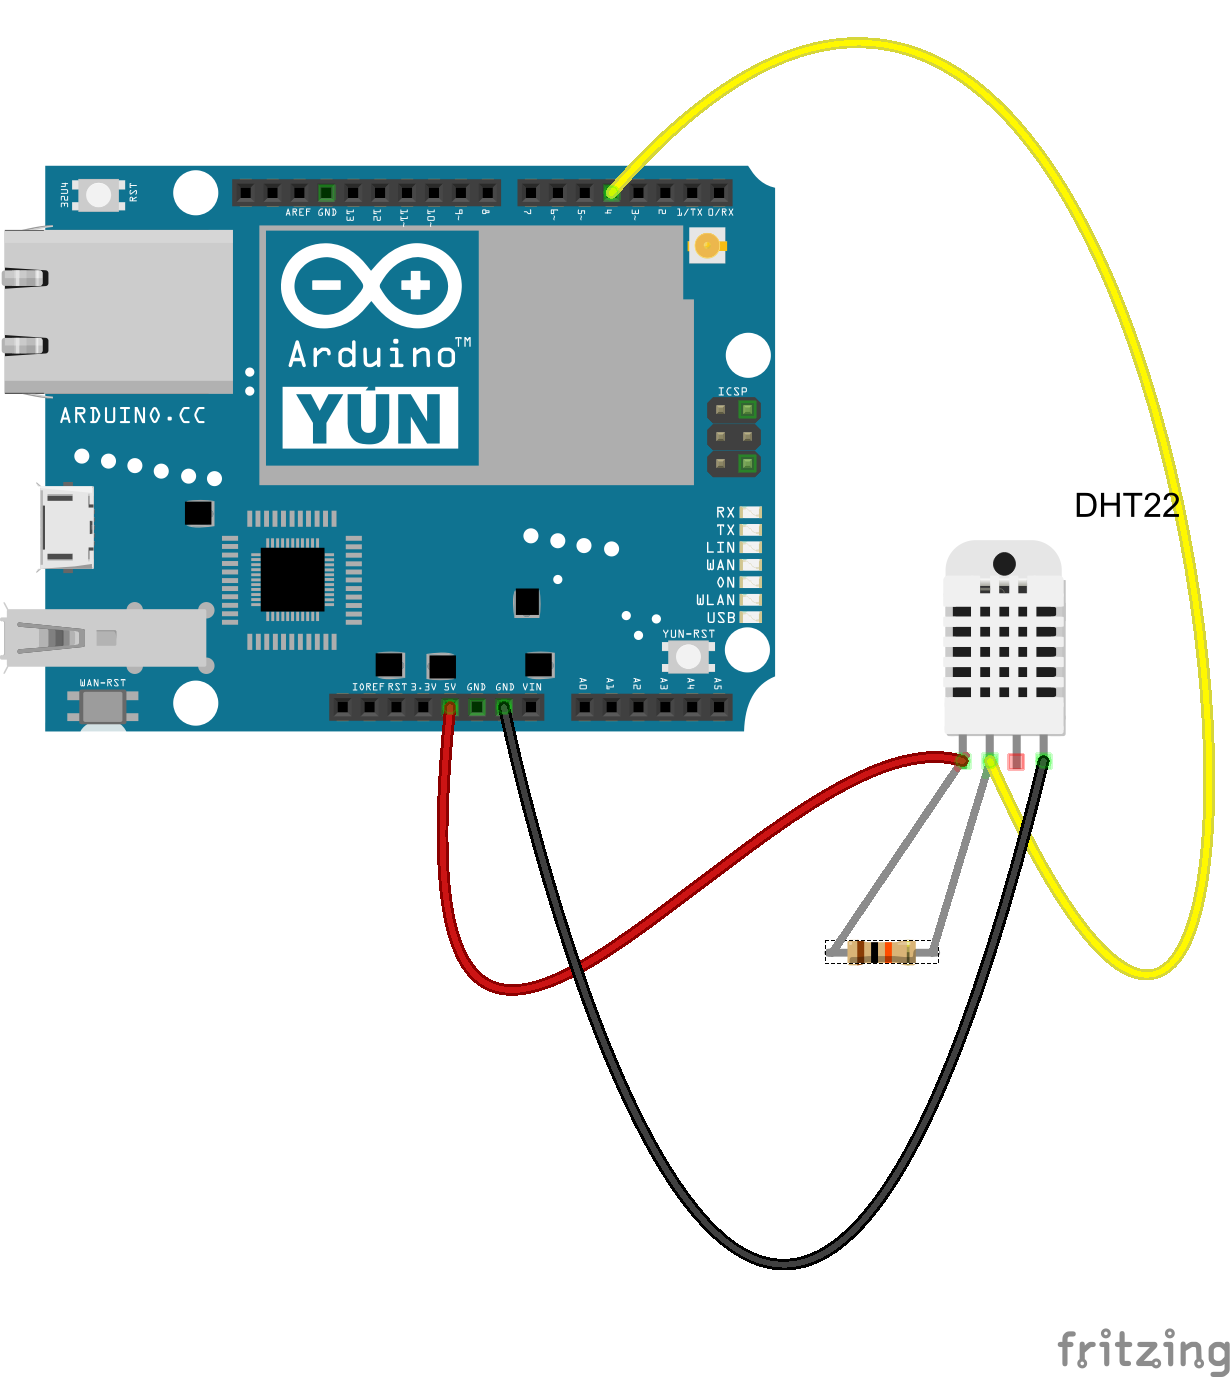 32U4 RST
AREF GND 13 12 11~ 10~ 9~ 8 7 6~ 5~ 4 3~ 2 1/TX 0/RX
Arduino™
YÚN
ARDUINO.CC
ICSP
DHT22
RX
TX
LIN
WAN
ON
WLAN
USB
YUN-RST
WAN-RST
IOREF RST 3.3V 5V GND GND VIN A0 A1 A2 A3 A4 A5
fritzing